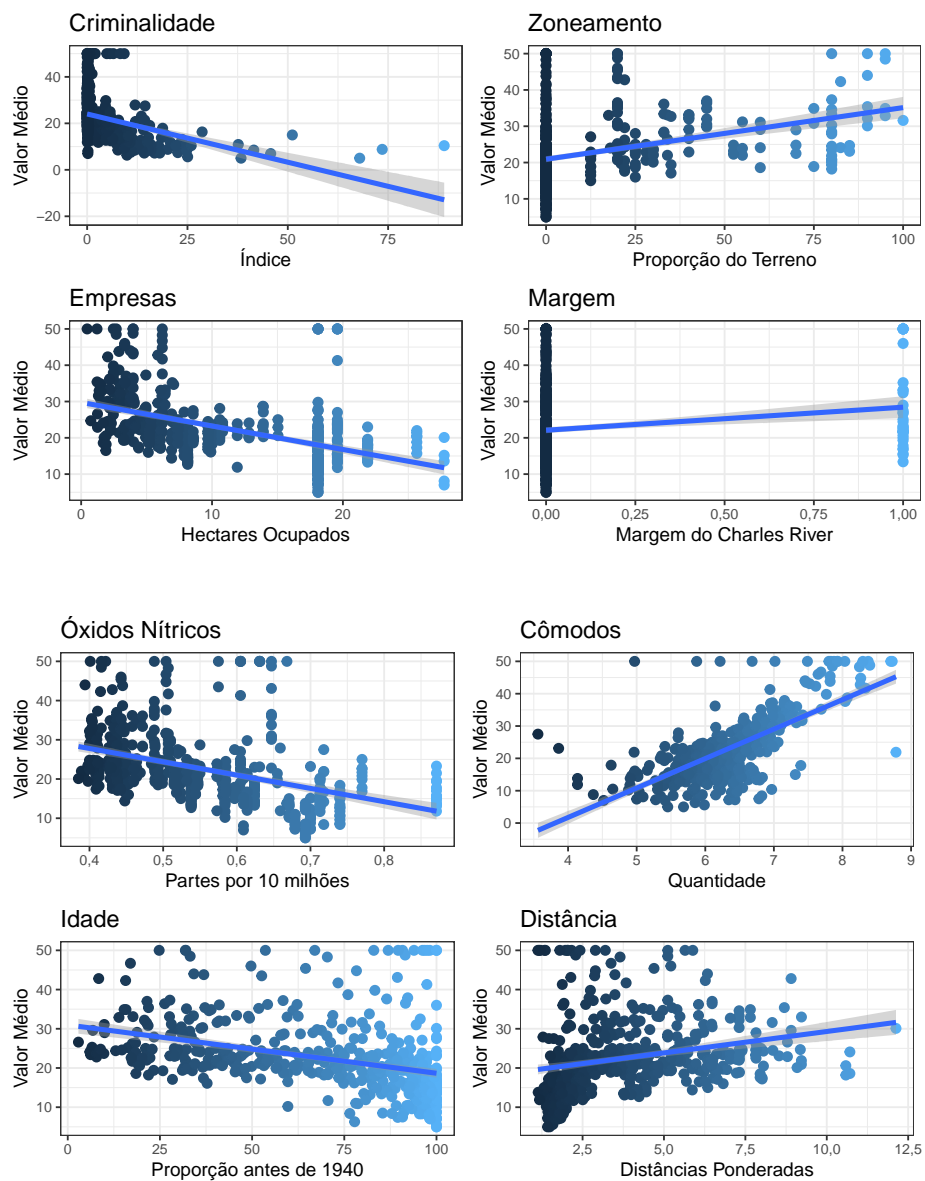 Criminalidade
Valor Médio
40
20
0
−20
0 25 50 75
Índice
Zoneamento
Valor Médio
50
40
30
20
10
0 25 50 75 100
Proporção do Terreno
Empresas
Valor Médio
50
40
30
20
10
0 10 20
Hectares Ocupados
Margem
Valor Médio
50
40
30
20
10
0,00 0,25 0,50 0,75 1,00
Margem do Charles River
Óxidos Nítricos
Valor Médio
50
40
30
20
10
0,4 0,5 0,6 0,7 0,8
Partes por 10 milhões
Cômodos
Valor Médio
50
40
30
20
10
0
4 5 6 7 8 9
Quantidade
Idade
Valor Médio
50
40
30
20
10
0 25 50 75 100
Proporção antes de 1940
Distância
Valor Médio
50
40
30
20
10
2,5 5,0 7,5 10,0 12,5
Distâncias Ponderadas